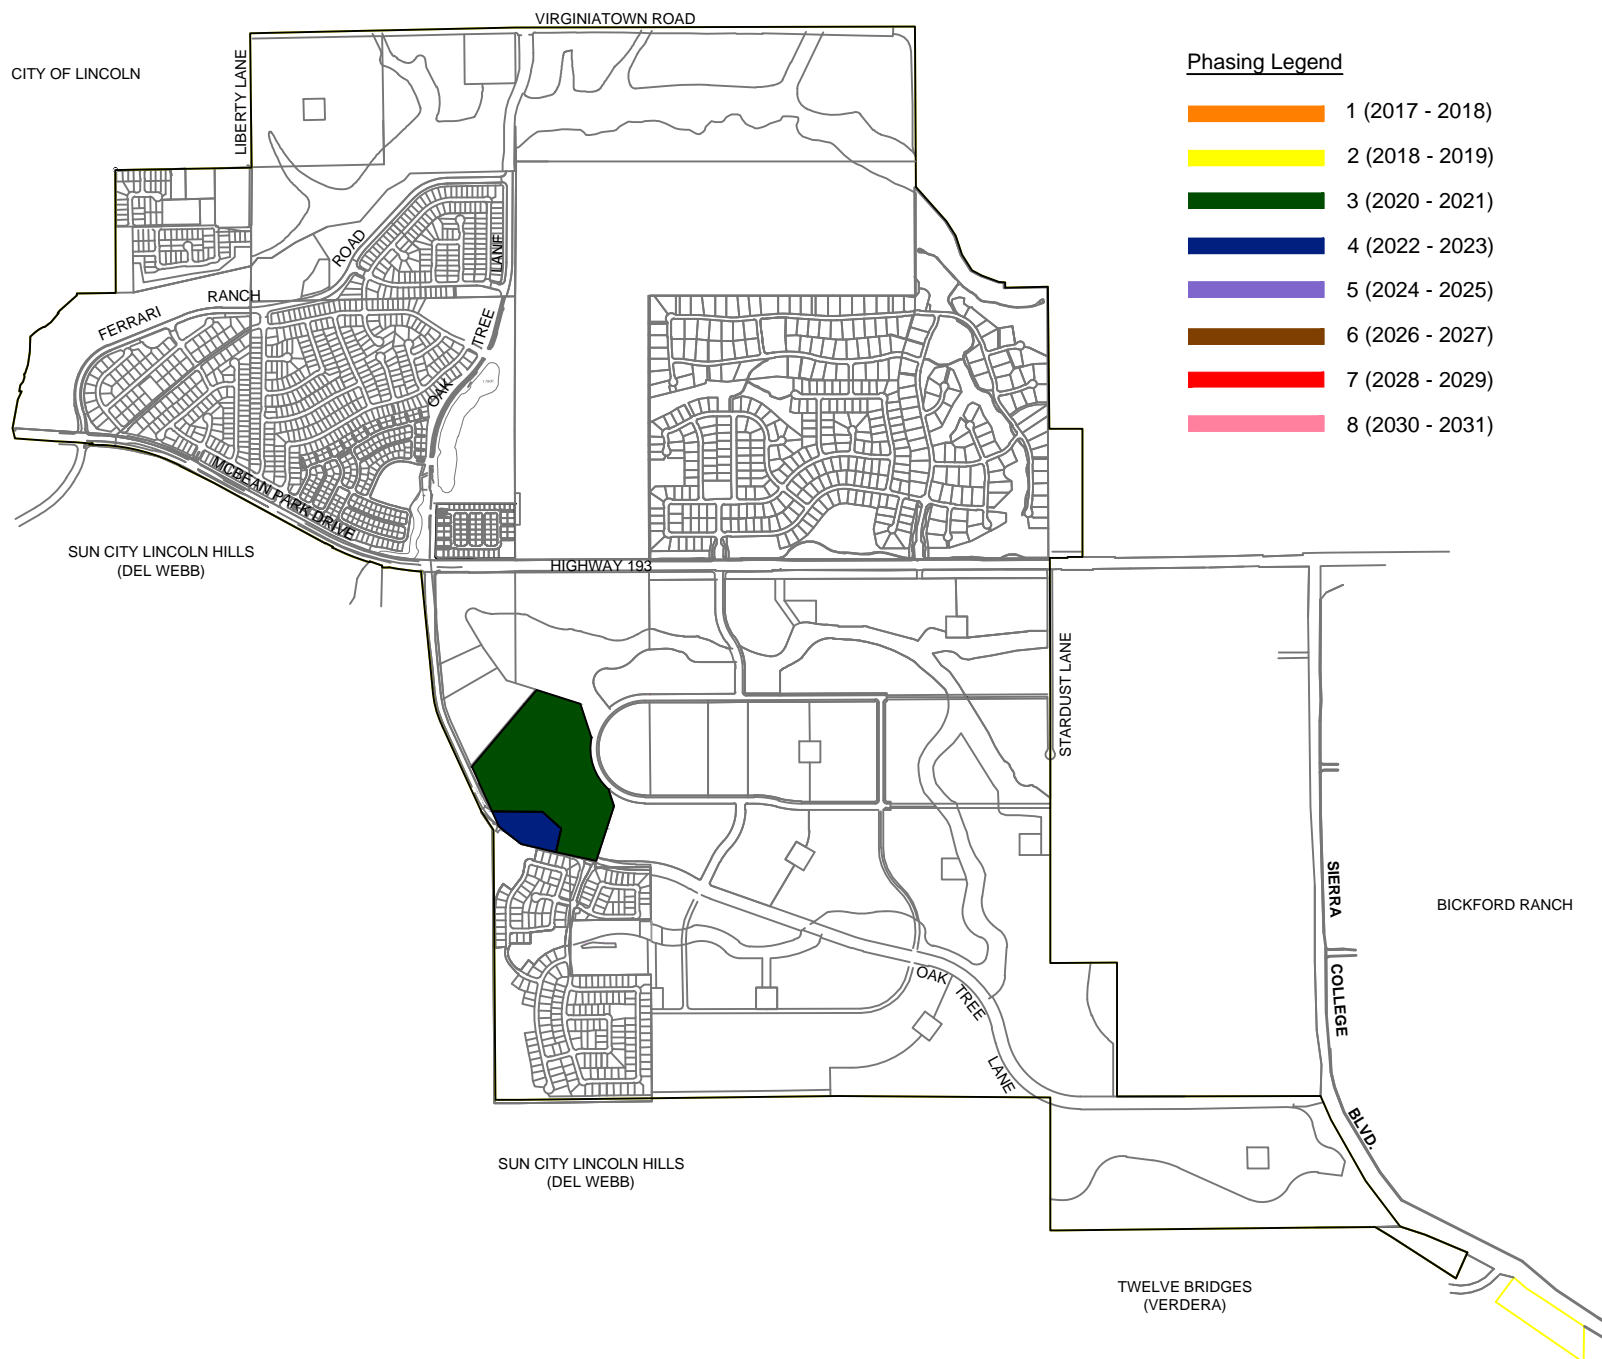 VIRGINIATOWN ROAD
CITY OF LINCOLN
LIBERTY LANE
Phasing Legend
1 (2017 - 2018)
2 (2018 - 2019)
3 (2020 - 2021)
4 (2022 - 2023)
5 (2024 - 2025)
6 (2026 - 2027)
7 (2028 - 2029)
8 (2030 - 2031)
FERRARI
RANCH
ROAD
OAK
TREE
LANE
MCBEAN PARK DRIVE
SUN CITY LINCOLN HILLS
(DEL WEBB)
HIGHWAY 193
STARDUST LANE
SIERRA
COLLEGE
BLVD.
BICKFORD RANCH
OAK
TREE
LANE
SUN CITY LINCOLN HILLS
(DEL WEBB)
TWELVE BRIDGES
(VERDERA)